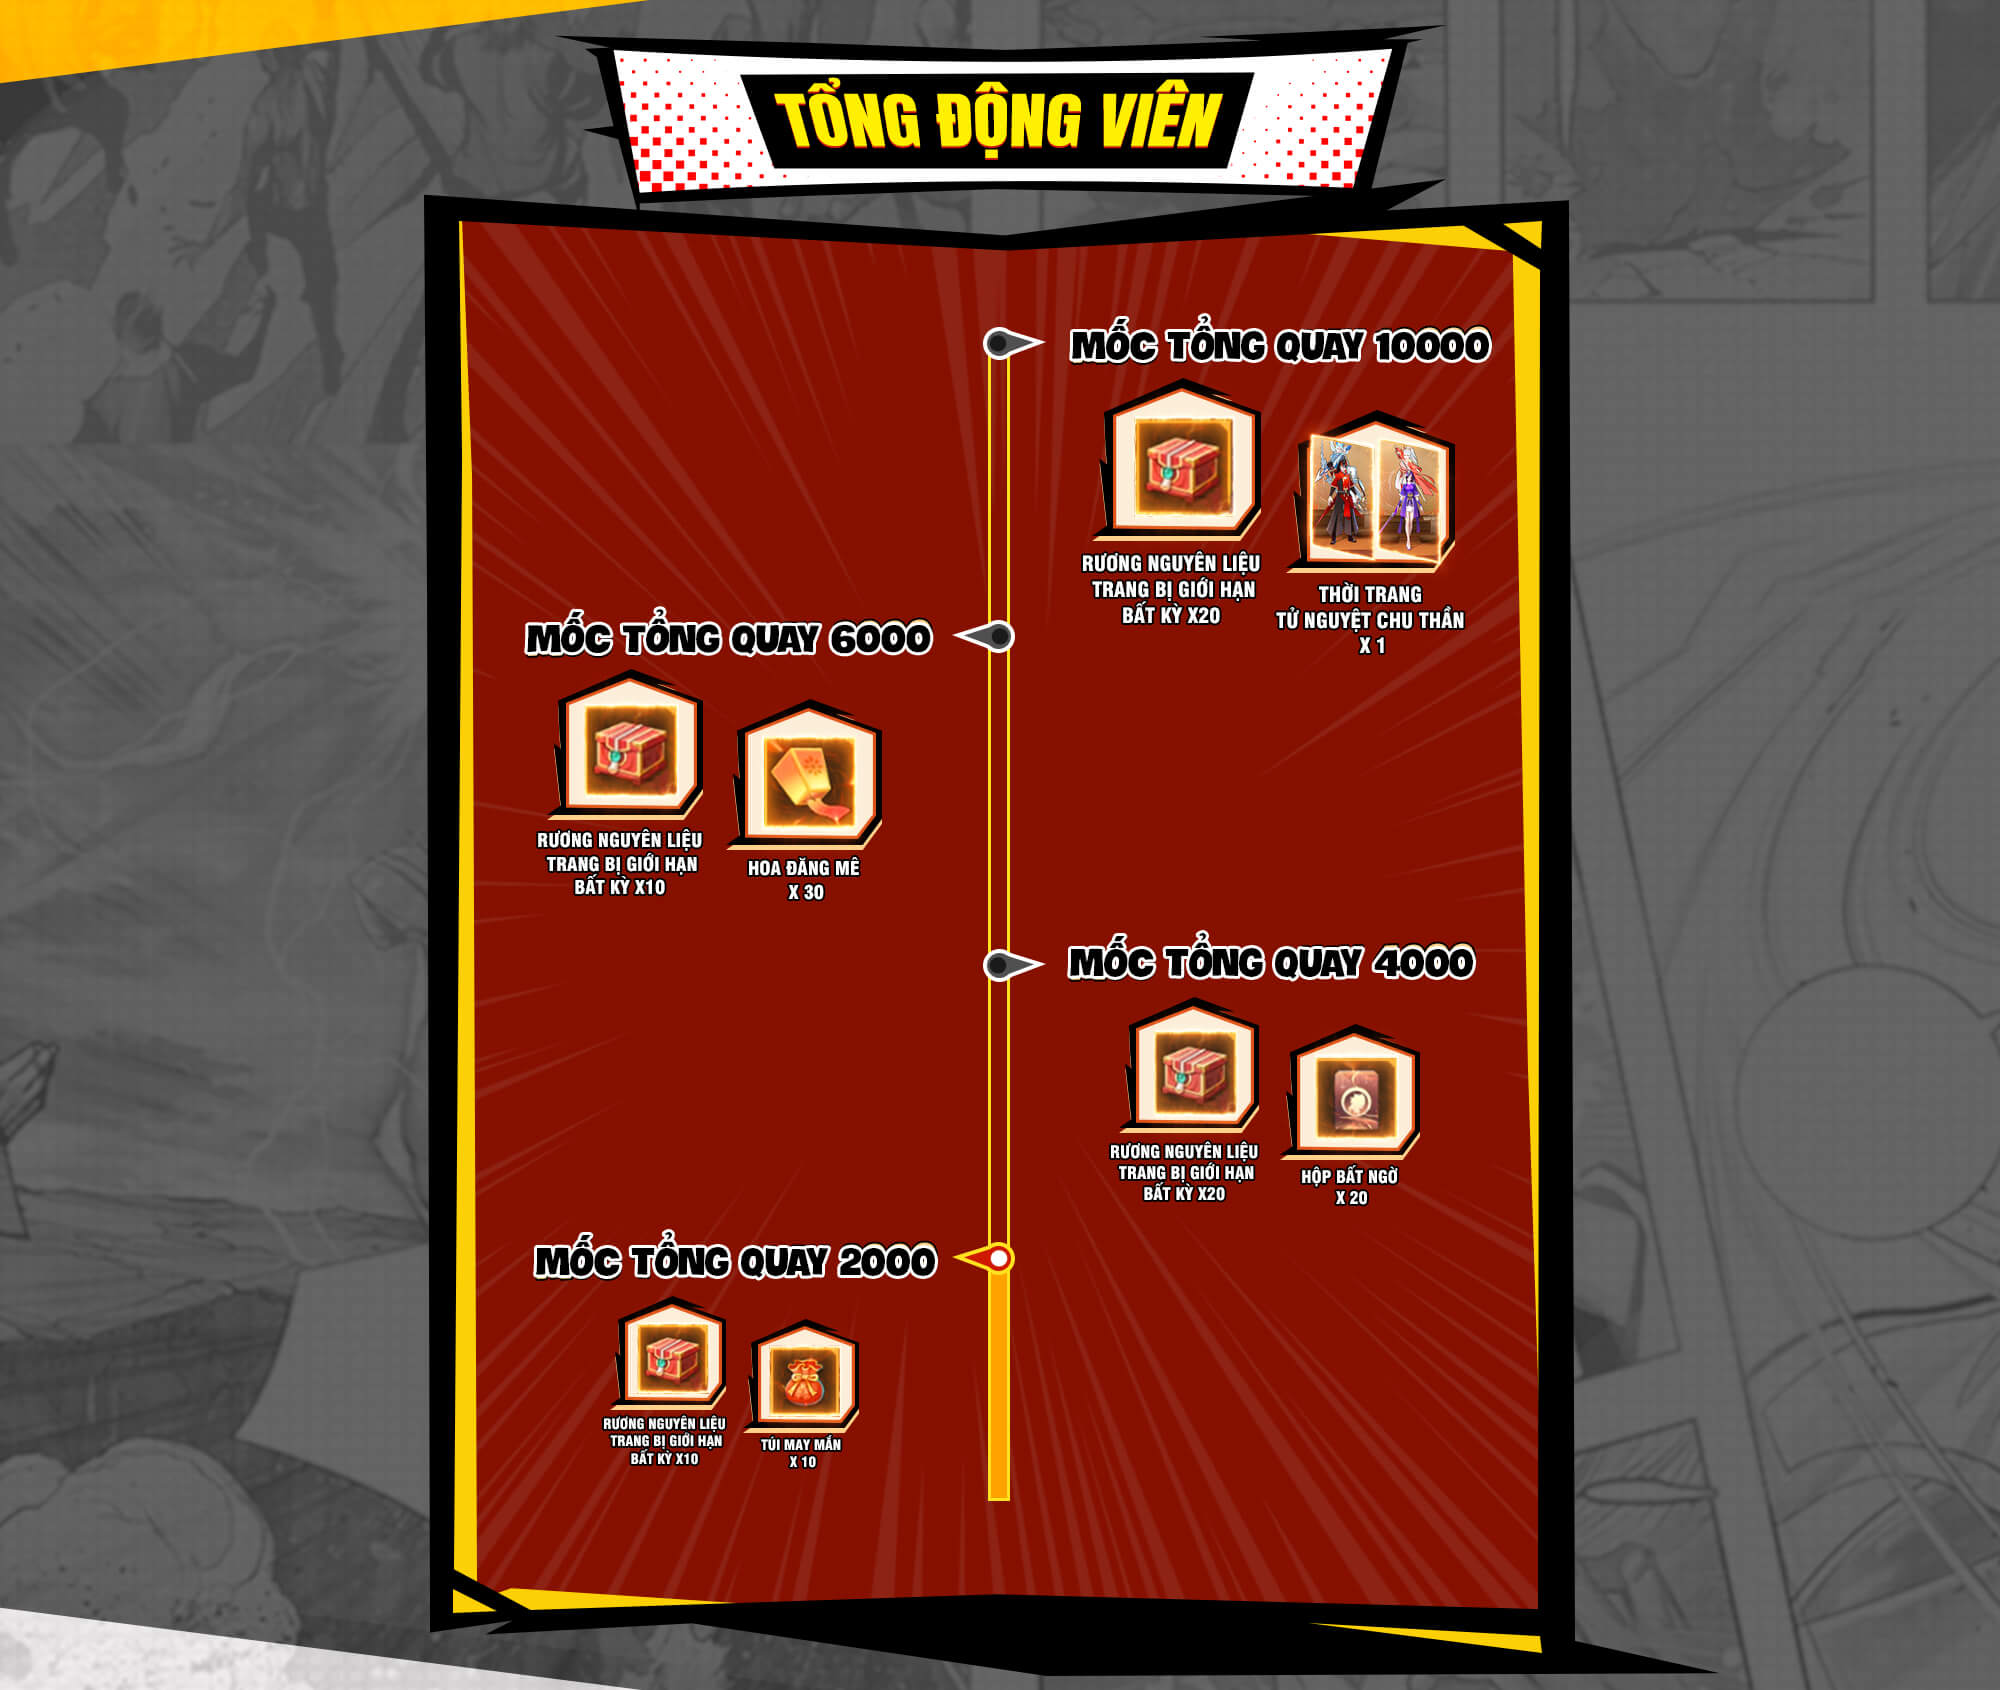 TỔNG ĐỘNG VIÊN
MỐC TỔNG QUAY 10000
RƯƠNG NGUYÊN LIỆU
TRANG BỊ GIỚI HẠN
BẤT KỲ X20
THỜI TRANG
TỬ NGUYỆT CHU THẦN
X 1
MỐC TỔNG QUAY 6000
RƯƠNG NGUYÊN LIỆU
TRANG BỊ GIỚI HẠN
BẤT KỲ X10
HOA ĐĂNG MÊ
X 30
MỐC TỔNG QUAY 4000
RƯƠNG NGUYÊN LIỆU
TRANG BỊ GIỚI HẠN
BẤT KỲ X20
HỘP BẤT NGỜ
X 20
MỐC TỔNG QUAY 2000
RƯƠNG NGUYÊN LIỆU
TRANG BỊ GIỚI HẠN
BẤT KỲ X10
TÚI MAY MẮN
X 10